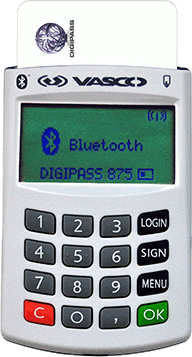 DIGIPASS
VASCO
Bluetooth
DIGIPASS 875
1 2 3 LOGIN
4 5 6 SIGN
7 8 9 MENU
C 0 , OK